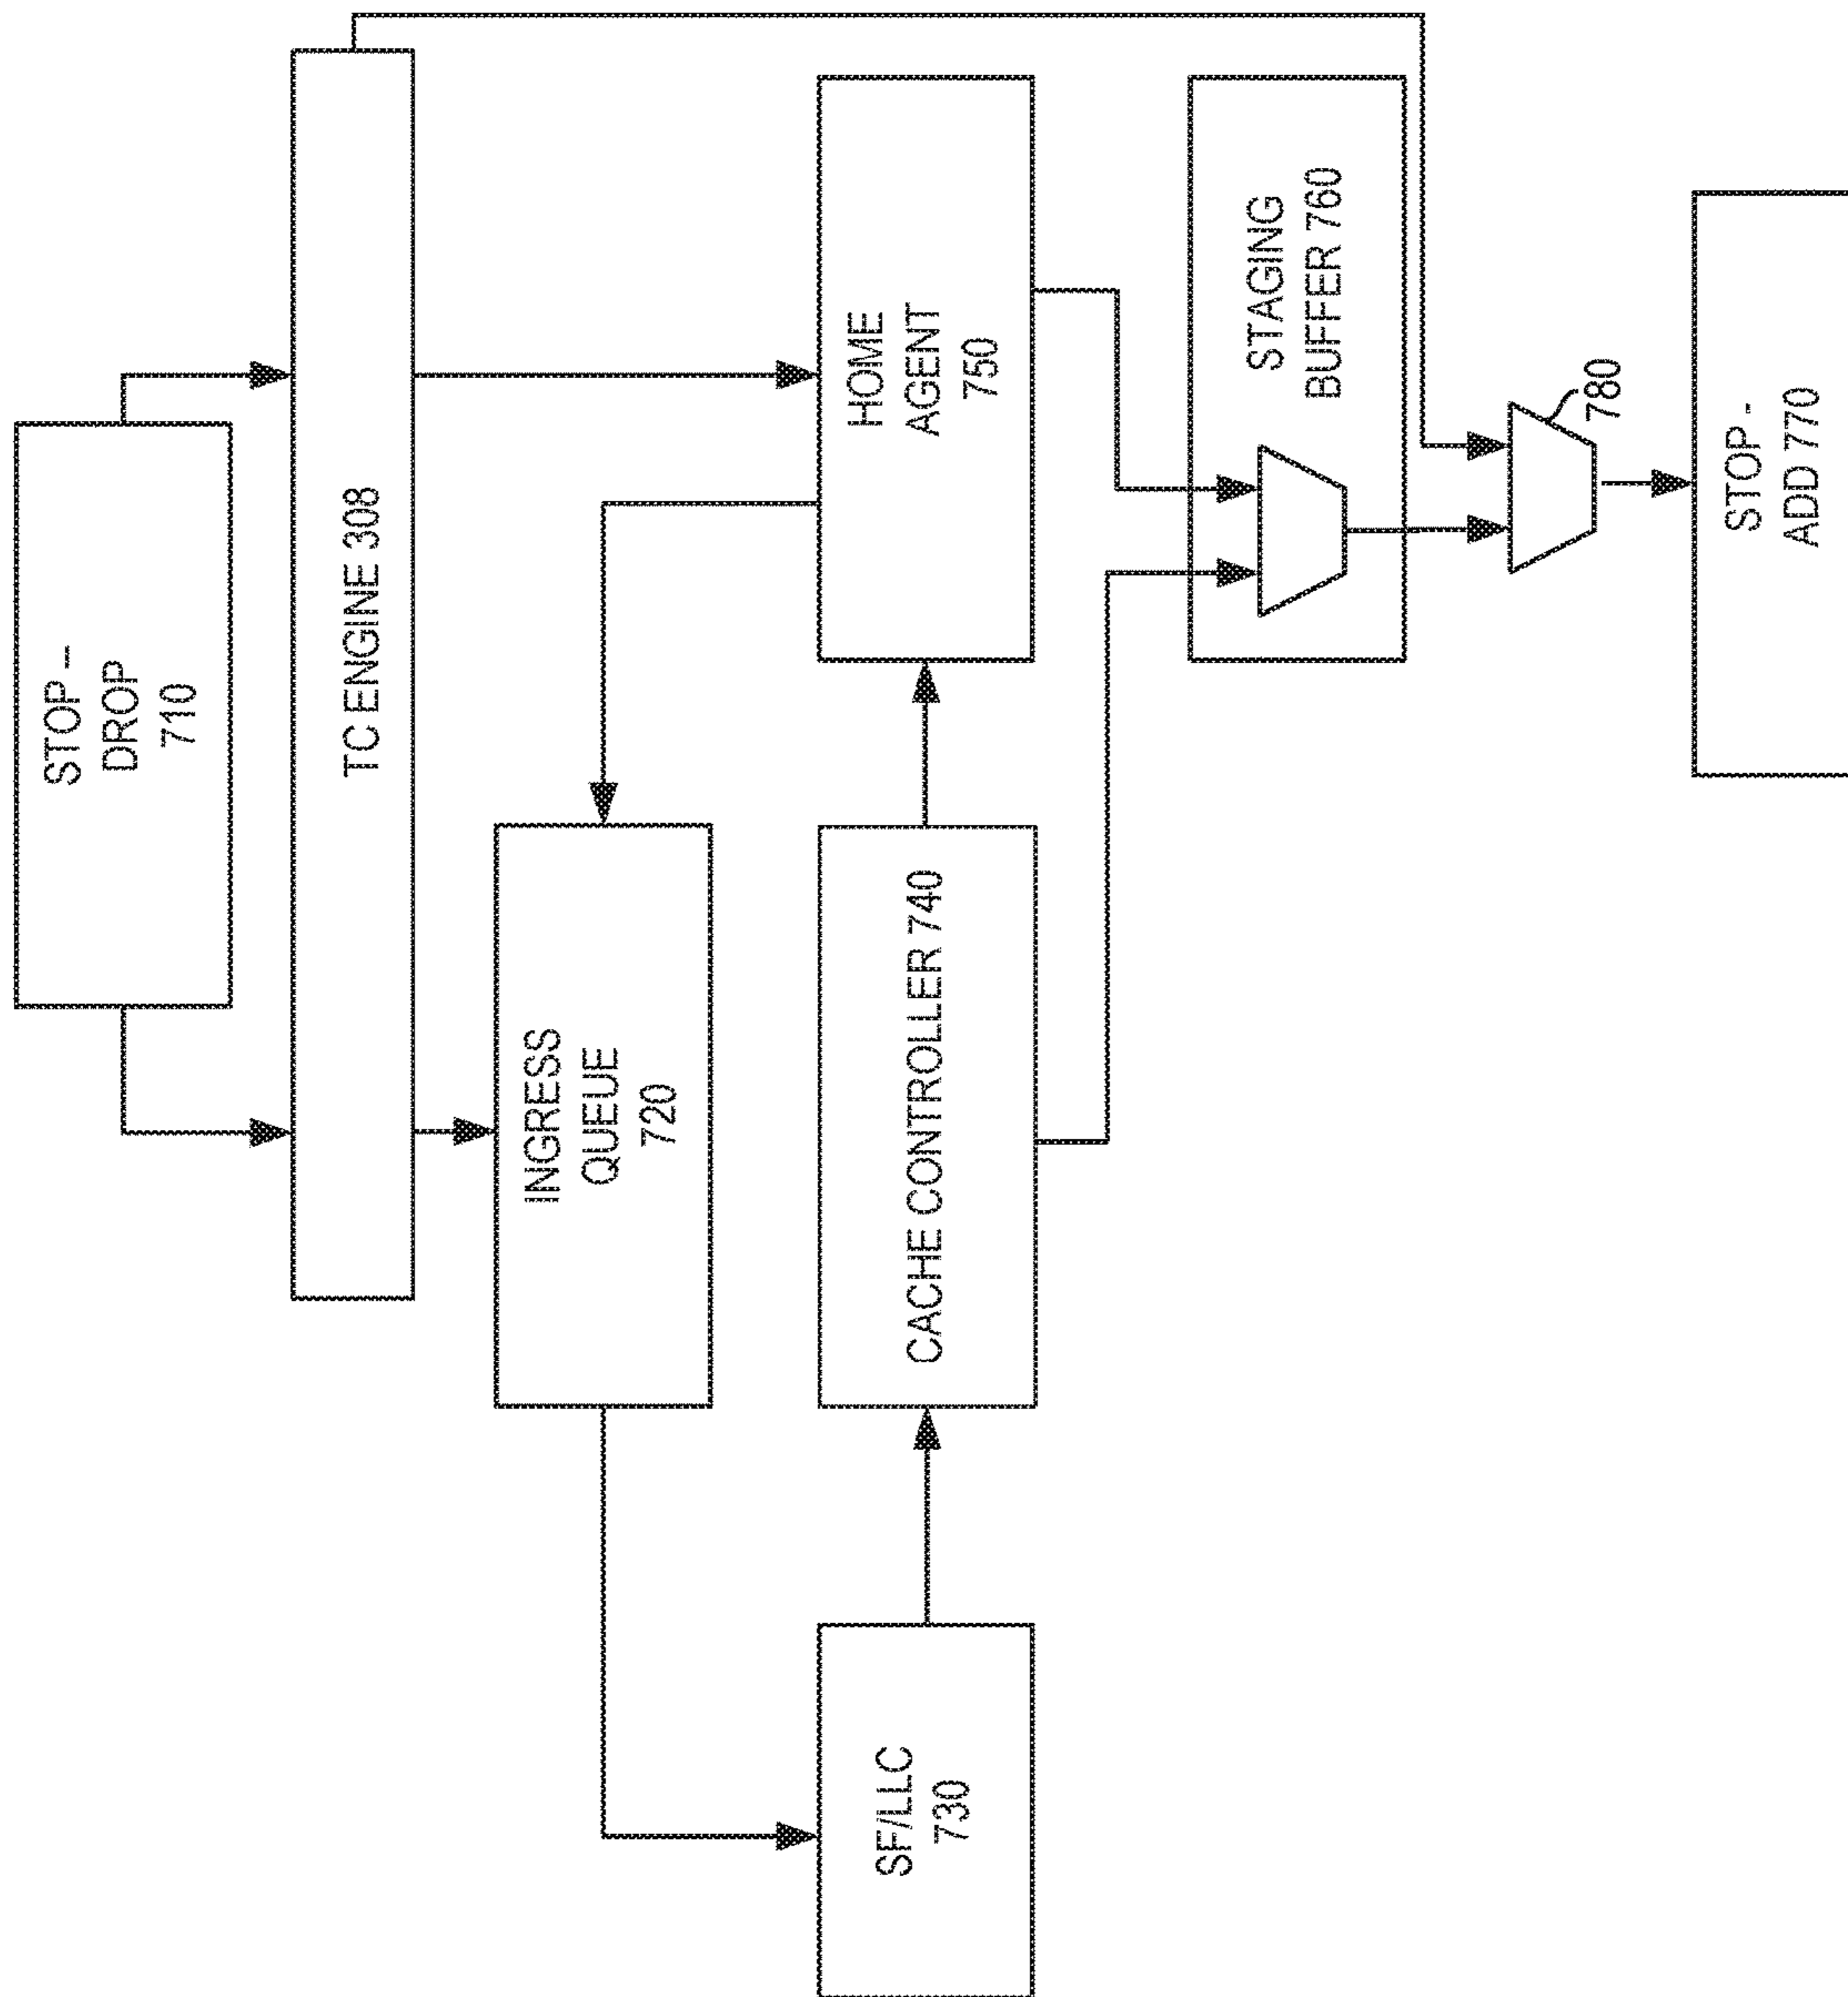 STOP –
DROP
710
TC ENGINE 308
INGRESS
QUEUE
720
HOME
AGENT
750
CACHE CONTROLLER 740
SF/LLC
730
STAGING
BUFFER 760
780
STOP -
ADD 770